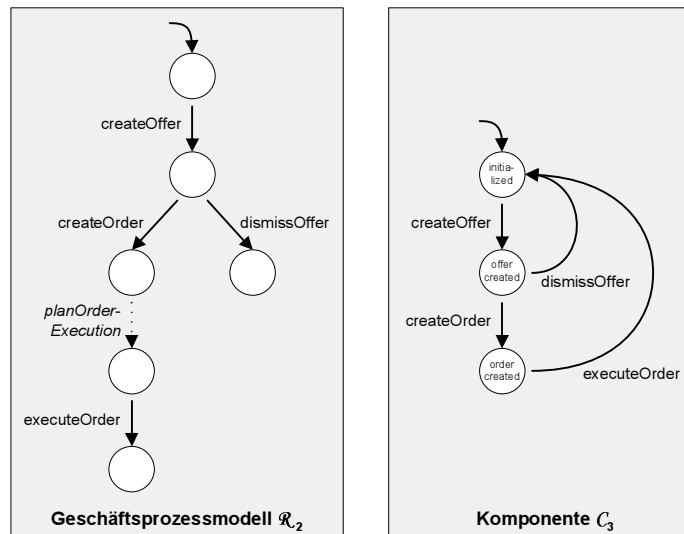 createOffer
createOrder
dismissOffer
planOrder-
Execution
executeOrder
Geschäftsprozessmodell R2
initia-
lized
createOffer
offer
created
dismissOffer
createOrder
order
created
executeOrder
Komponente C3